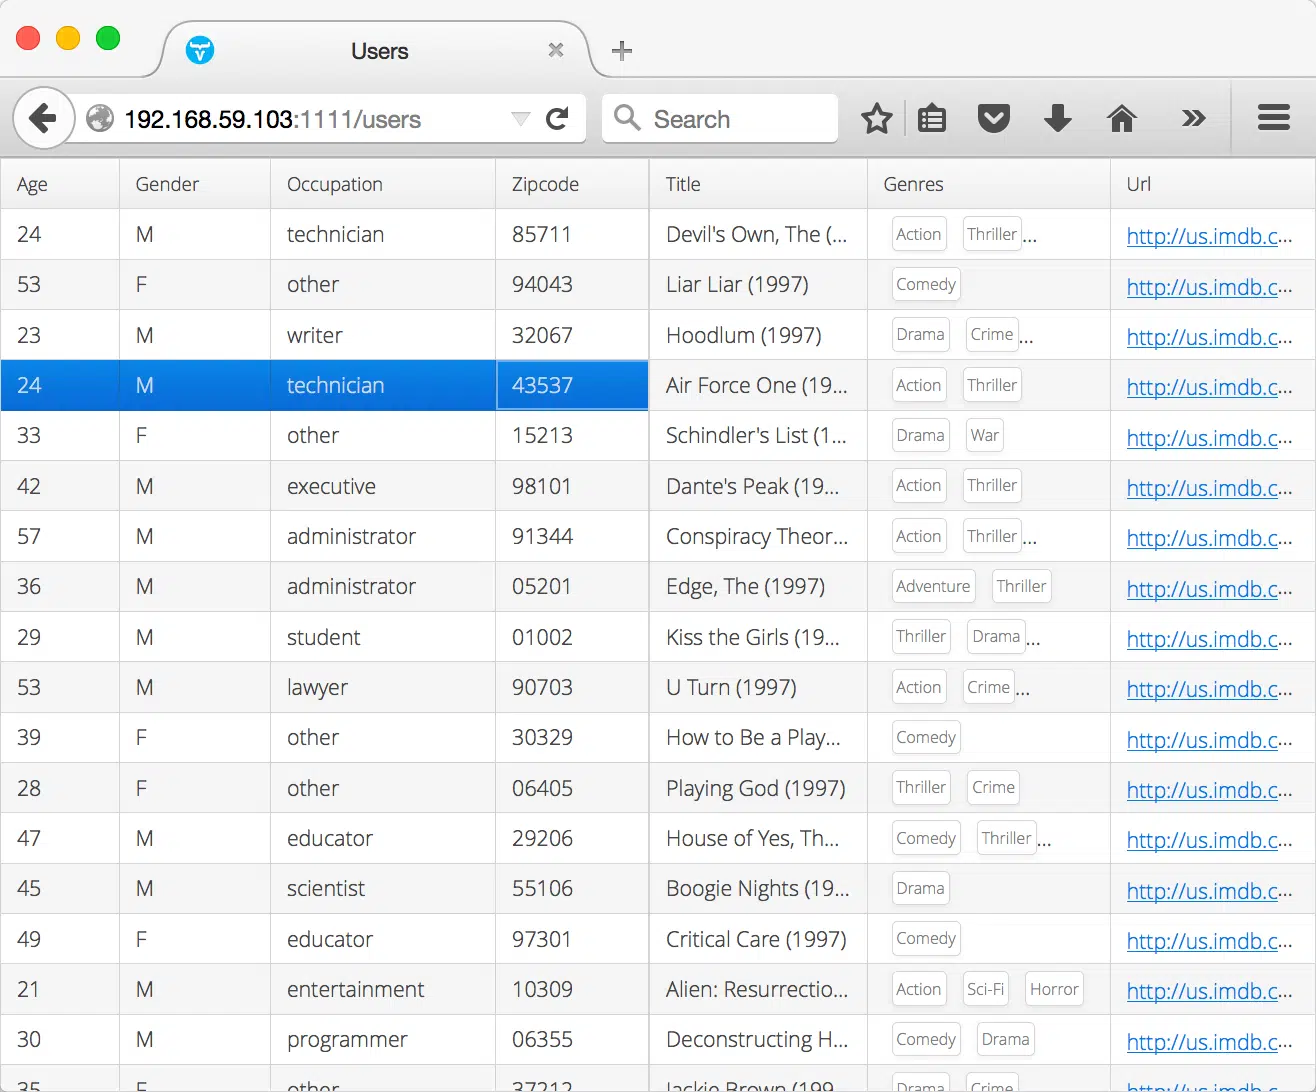 Users
192.168.59.103:1111/users
Search
Age Gender Occupation Zipcode Title Genres Url
24 M technician 85711 Devil's Own, The (... Action Thriller... http://us.imdb.c...
53 F other 94043 Liar Liar (1997) Comedy http://us.imdb.c...
23 M writer 32067 Hoodlum (1997) Drama Crime... http://us.imdb.c...
24 M technician 43537 Air Force One (19... Action Thriller http://us.imdb.c...
33 F other 15213 Schindler's List (1... Drama War http://us.imdb.c...
42 M executive 98101 Dante's Peak (19... Action Thriller http://us.imdb.c...
57 M administrator 91344 Conspiracy Theor... Action Thriller... http://us.imdb.c...
36 M administrator 05201 Edge, The (1997) Adventure Thriller http://us.imdb.c...
29 M student 01002 Kiss the Girls (19... Thriller Drama... http://us.imdb.c...
53 M lawyer 90703 U Turn (1997) Action Crime... http://us.imdb.c...
39 F other 30329 How to Be a Play... Comedy http://us.imdb.c...
28 F other 06405 Playing God (1997) Thriller Crime http://us.imdb.c...
47 M educator 29206 House of Yes, Th... Comedy Thriller... http://us.imdb.c...
45 M scientist 55106 Boogie Nights (19... Drama http://us.imdb.c...
49 F educator 97301 Critical Care (1997) Comedy http://us.imdb.c...
21 M entertainment 10309 Alien: Resurrectio... Action Sci-Fi Horror http://us.imdb.c...
30 M programmer 06355 Deconstructing H... Comedy Drama http://us.imdb.c...
35 F other 37212 Jackie Brown (199... Drama Crime http://us.imdb.c...